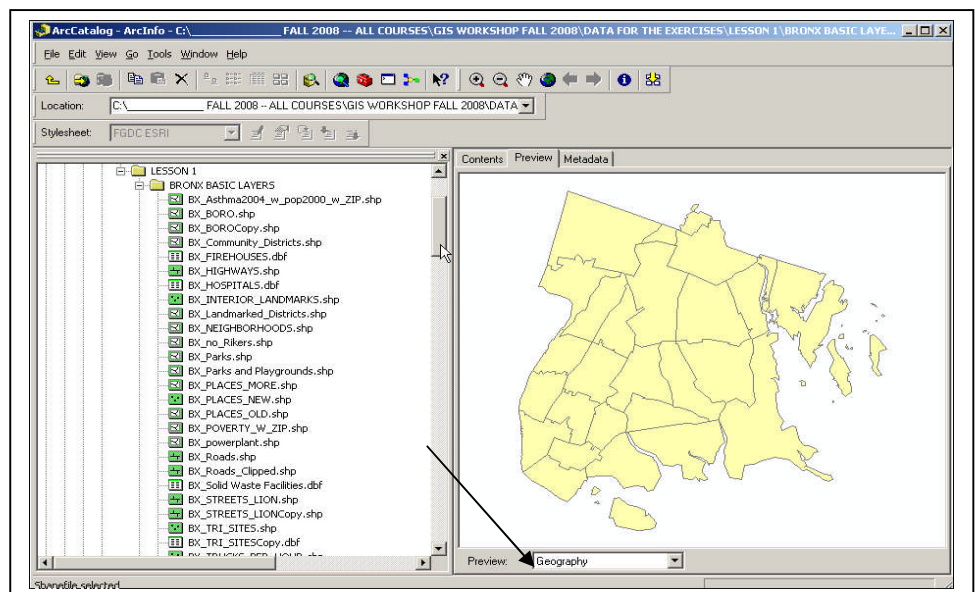 ArcCatalog - ArcInfo - C:\_____________ FALL 2008 -- ALL COURSES\GIS WORKSHOP FALL 2008\DATA FOR THE EXERCISES\LESSON 1\BRONX BASIC LAYE...
File Edit View Go Tools Window Help
Location: C:\_____________ FALL 2008 -- ALL COURSES\GIS WORKSHOP FALL 2008\DATA
Stylesheet: FGDC ESRI
Contents Preview Metadata
LESSON 1
BRONX BASIC LAYERS
BX_Asthma2004_w_pop2000_w_ZIP.shp
BX_BORO.shp
BX_BOROCopy.shp
BX_Community_Districts.shp
BX_FIREHOUSES.dbf
BX_HIGHWAYS.shp
BX_HOSPITALS.dbf
BX_INTERIOR_LANDMARKS.shp
BX_Landmarked_Districts.shp
BX_NEIGHBORHOODS.shp
BX_no_Rikers.shp
BX_Parks.shp
BX_Parks and Playgrounds.shp
BX_PLACES_MORE.shp
BX_PLACES_NEW.shp
BX_PLACES_OLD.shp
BX_POVERTY_W_ZIP.shp
BX_powerplant.shp
BX_Roads.shp
BX_Roads_Clipped.shp
BX_Solid Waste Facilities.dbf
BX_STREETS_LION.shp
BX_STREETS_LIONCopy.shp
BX_TRI_SITES.shp
BX_TRI_SITESCopy.dbf
BX_TRUCKS_PER_HOUR.shp
Preview: Geography
Shapefile selected